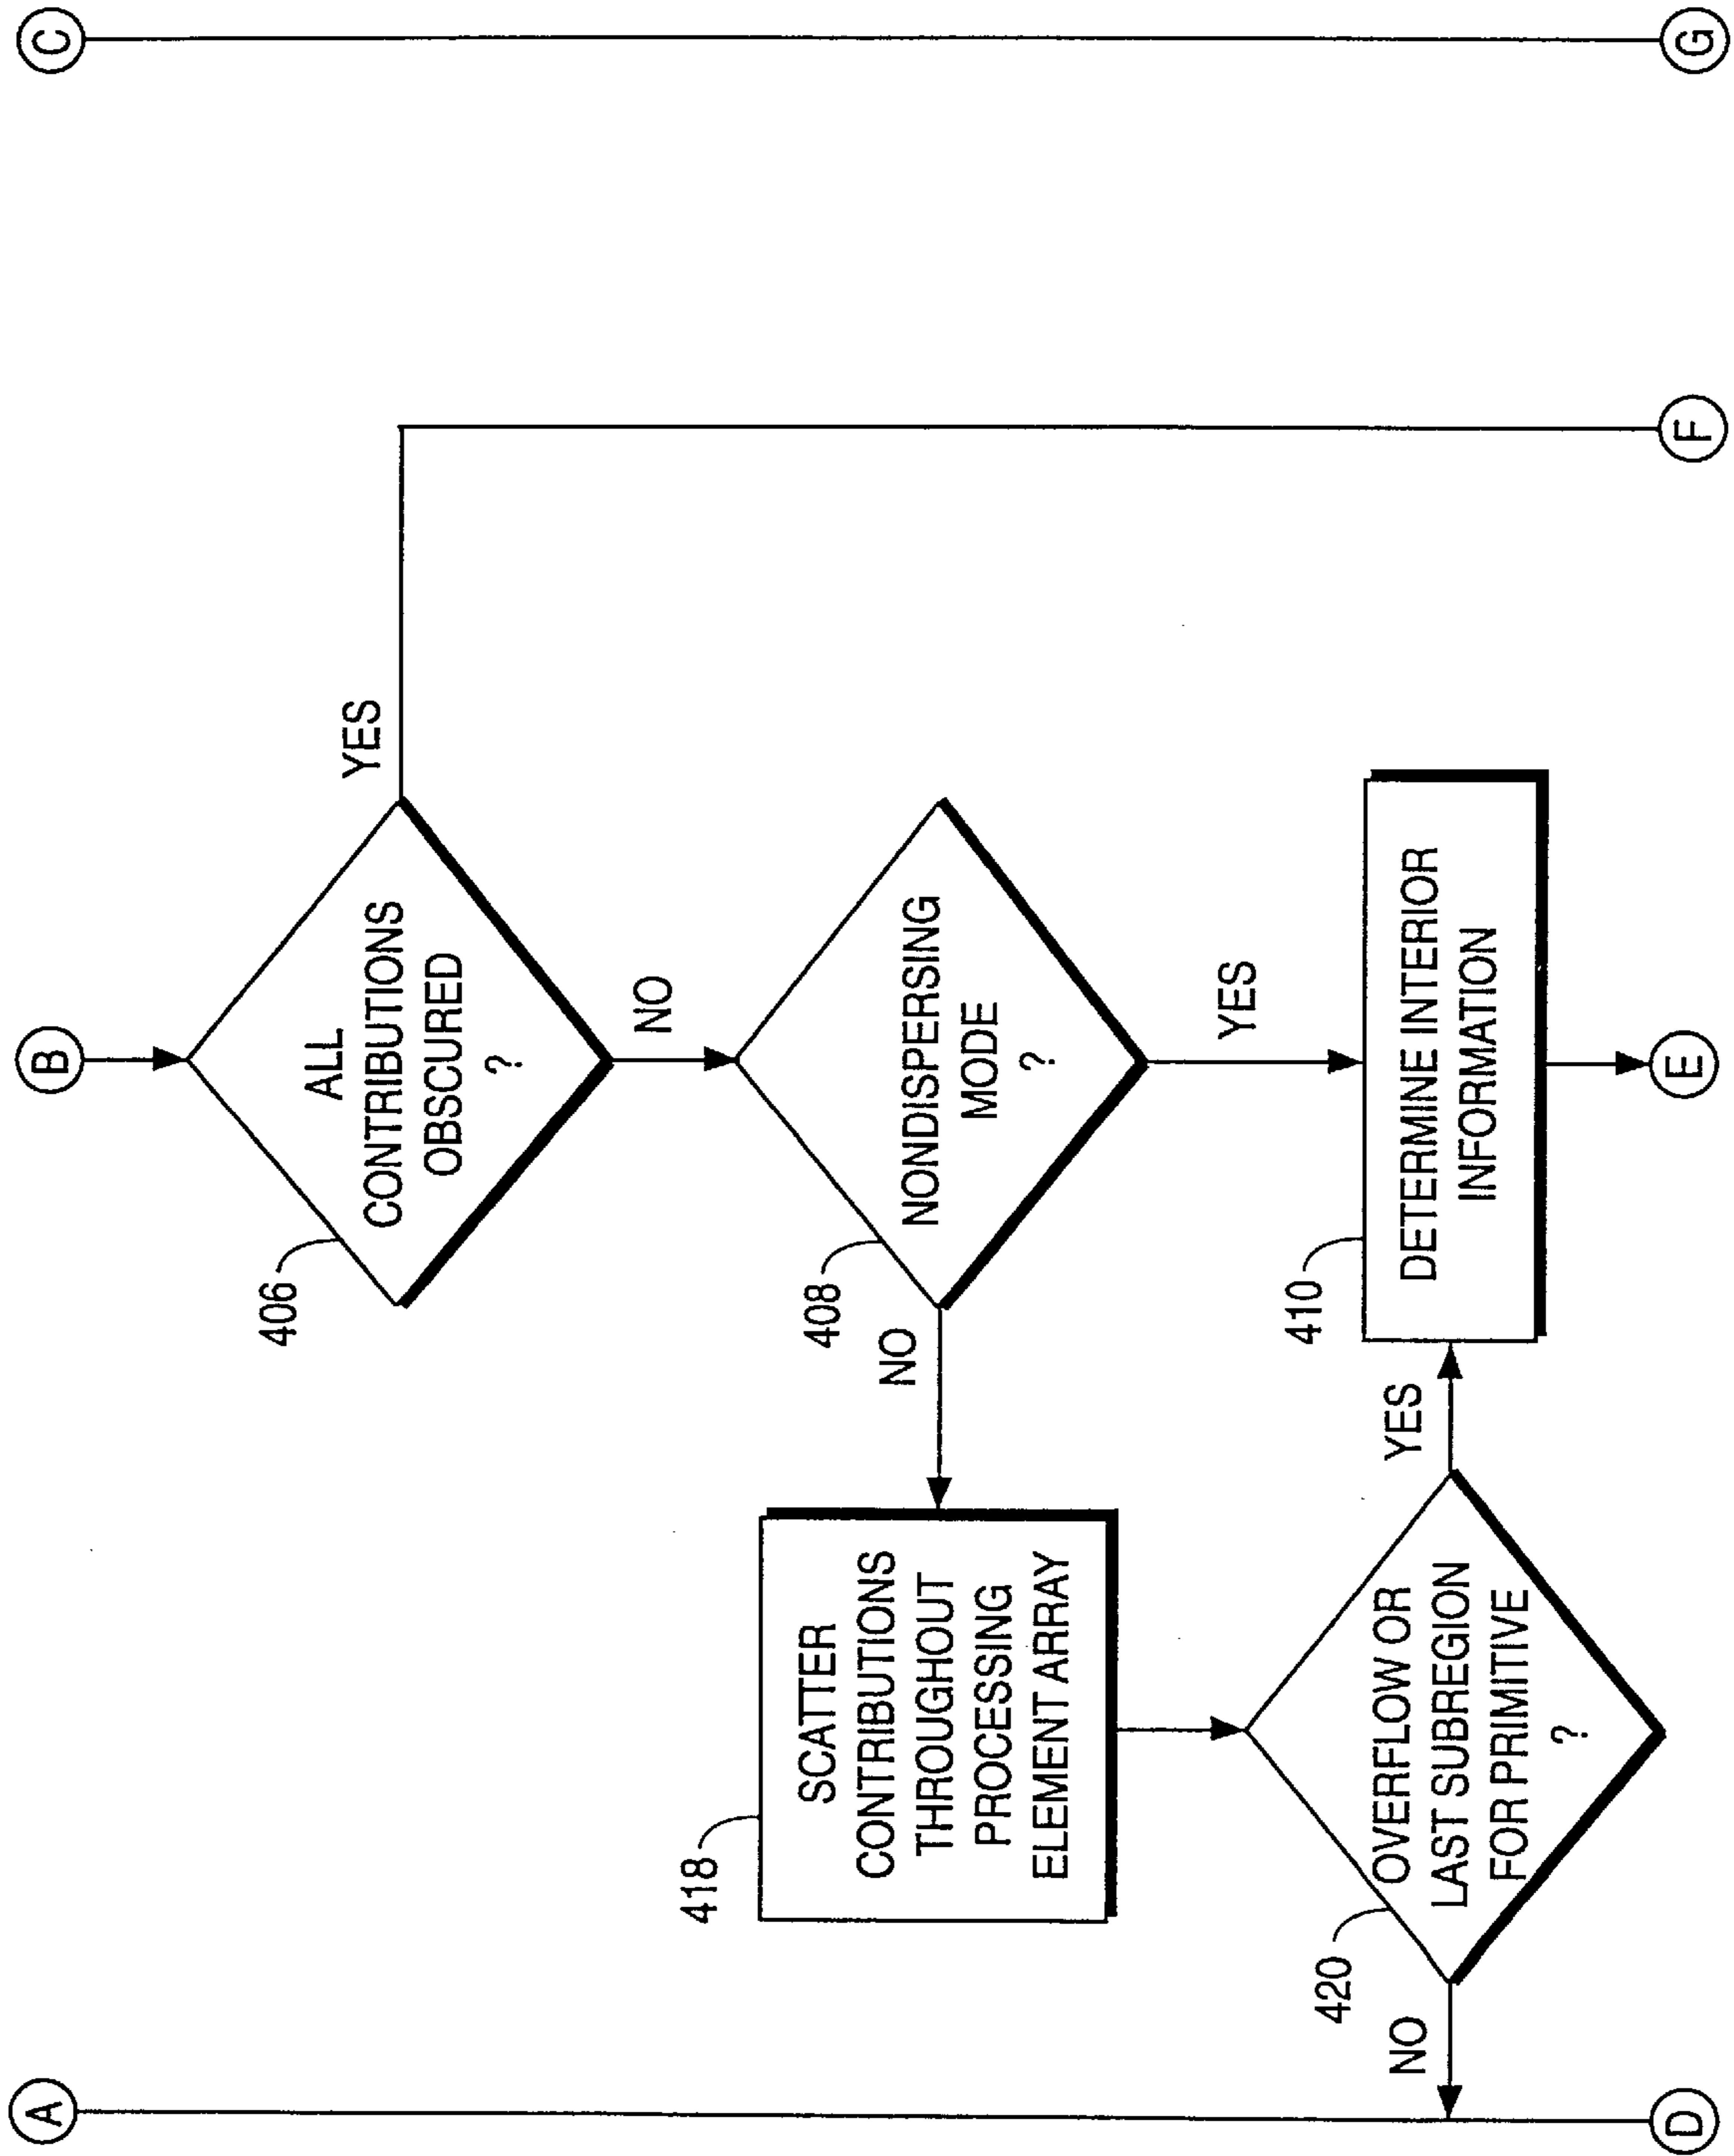 A
B
C
406
ALL
CONTRIBUTIONS
OBSCURED
?
YES
NO
408
NONDISPERSING
MODE
?
NO
YES
418
SCATTER
CONTRIBUTIONS
THROUGHOUT
PROCESSING
ELEMENT ARRAY
420
OVERFLOW OR
LAST SUBREGION
FOR PRIMITIVE
?
NO
YES
410
DETERMINE INTERIOR
INFORMATION
D
E
F
G